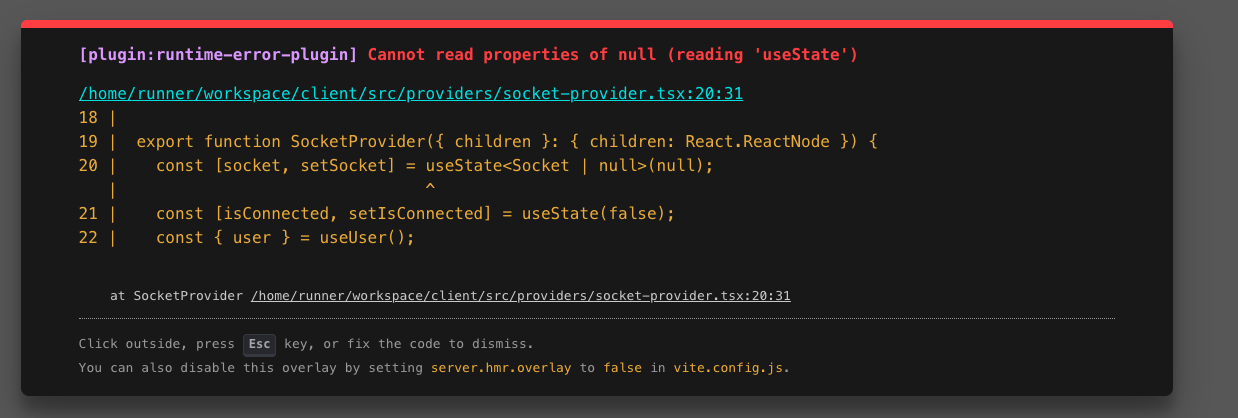 [plugin:runtime-error-plugin] Cannot read properties of null (reading 'useState')
/home/runner/workspace/client/src/providers/socket-provider.tsx:20:31
18 |
19 |  export function SocketProvider({ children }: { children: React.ReactNode }) {
20 |    const [socket, setSocket] = useState<Socket | null>(null);
   |                                ^
21 |    const [isConnected, setIsConnected] = useState(false);
22 |    const { user } = useUser();
at SocketProvider /home/runner/workspace/client/src/providers/socket-provider.tsx:20:31
Click outside, press Esc key, or fix the code to dismiss.
You can also disable this overlay by setting server.hmr.overlay to false in vite.config.js.